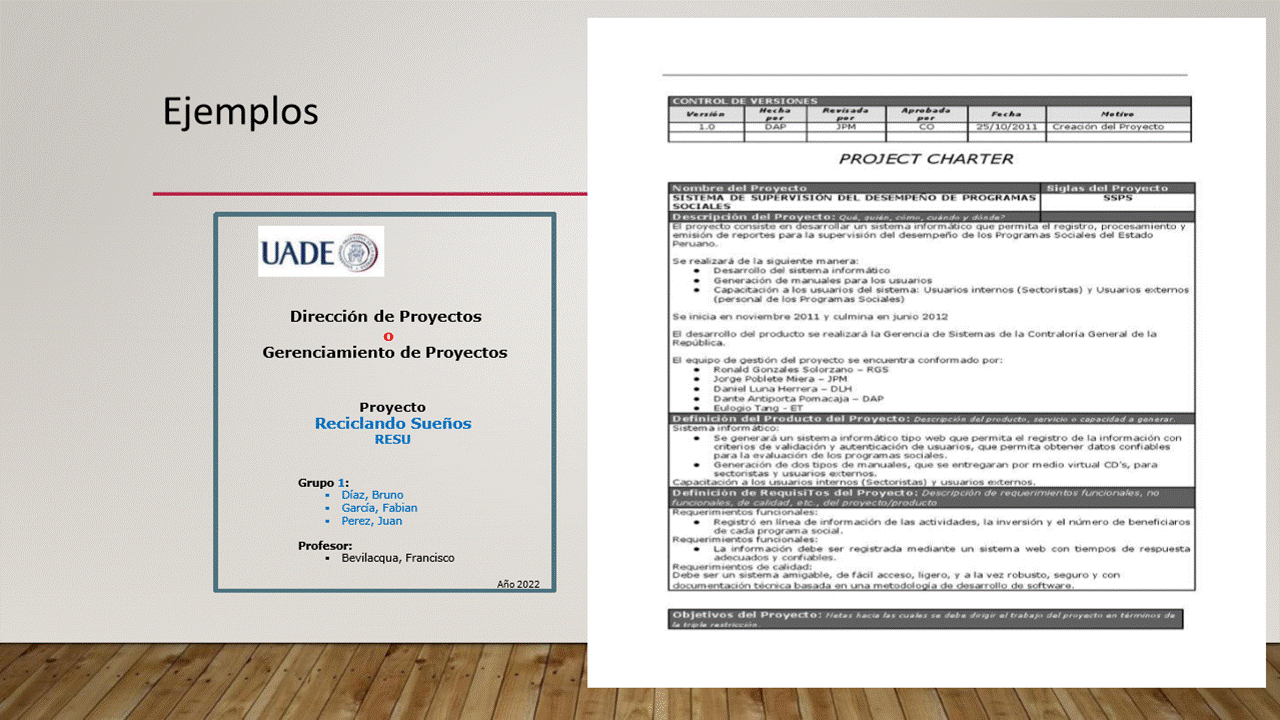 Ejemplos
UADE
Dirección de Proyectos
o
Gerenciamiento de Proyectos
Proyecto
Reciclando Sueños
RESU
Grupo 1:
▪ Díaz, Bruno
▪ García, Fabian
▪ Perez, Juan
Profesor:
▪ Bevilacqua, Francisco
Año 2022
CONTROL DE VERSIONES
Versión Hecha por Revisada por Aprobada por Fecha Motivo
1.0 DAP JPM CO 25/10/2011 Creación del Proyecto
PROJECT CHARTER
Nombre del Proyecto Siglas del Proyecto
SISTEMA DE SUPERVISIÓN DEL DESEMPEÑO DE PROGRAMAS SSPS
SOCIALES
Descripción del Proyecto: Qué, quién, cómo, cuándo y dónde?
El proyecto consiste en desarrollar un sistema informático que permita el registro, procesamiento y
emisión de reportes para la supervisión del desempeño de los Programas Sociales del Estado
Peruano.
Se realizará de la siguiente manera:
● Desarrollo del sistema informático
● Generación de manuales para los usuarios
● Capacitación a los usuarios del sistema: Usuarios internos (Sectoristas) y Usuarios externos
(personal de los Programas Sociales)
Se inicia en noviembre 2011 y culmina en junio 2012
El desarrollo del producto se realizará la Gerencia de Sistemas de la Contraloría General de la
República.
El equipo de gestión del proyecto se encuentra conformado por:
● Ronald Gonzales Solorzano – RGS
● Jorge Poblete Miera – JPM
● Daniel Luna Herrera – DLH
● Dante Antiporta Pomacaja – DAP
● Eulogio Tang - ET
Definición del Producto del Proyecto: Descripción del producto, servicio o capacidad a generar.
Sistema informático:
● Se generará un sistema informático tipo web que permita el registro de la información con
criterios de validación y autenticación de usuarios, que permita obtener datos confiables
para la evaluación de los programas sociales.
● Generación de dos tipos de manuales, que se entregaran por medio virtual CD's, para
sectoristas y usuarios externos.
Capacitación a los usuarios internos (Sectoristas) y usuarios externos.
Definición de RequisiTos del Proyecto: Descripción de requerimientos funcionales, no
funcionales, de calidad, etc., del proyecto/producto
Requerimientos funcionales:
● Registró en línea de información de las actividades, la inversión y el número de beneficiaros
de cada programa social.
Requerimientos funcionales:
● La información debe ser registrada mediante un sistema web con tiempos de respuesta
adecuados y confiables.
Requerimientos de calidad:
Debe ser un sistema amigable, de fácil acceso, ligero, y a la vez robusto, seguro y con
documentación técnica basada en una metodología de desarrollo de software.
Objetivos del Proyecto: Metas hacia las cuales se debe dirigir el trabajo del proyecto en términos de
la triple restricción.